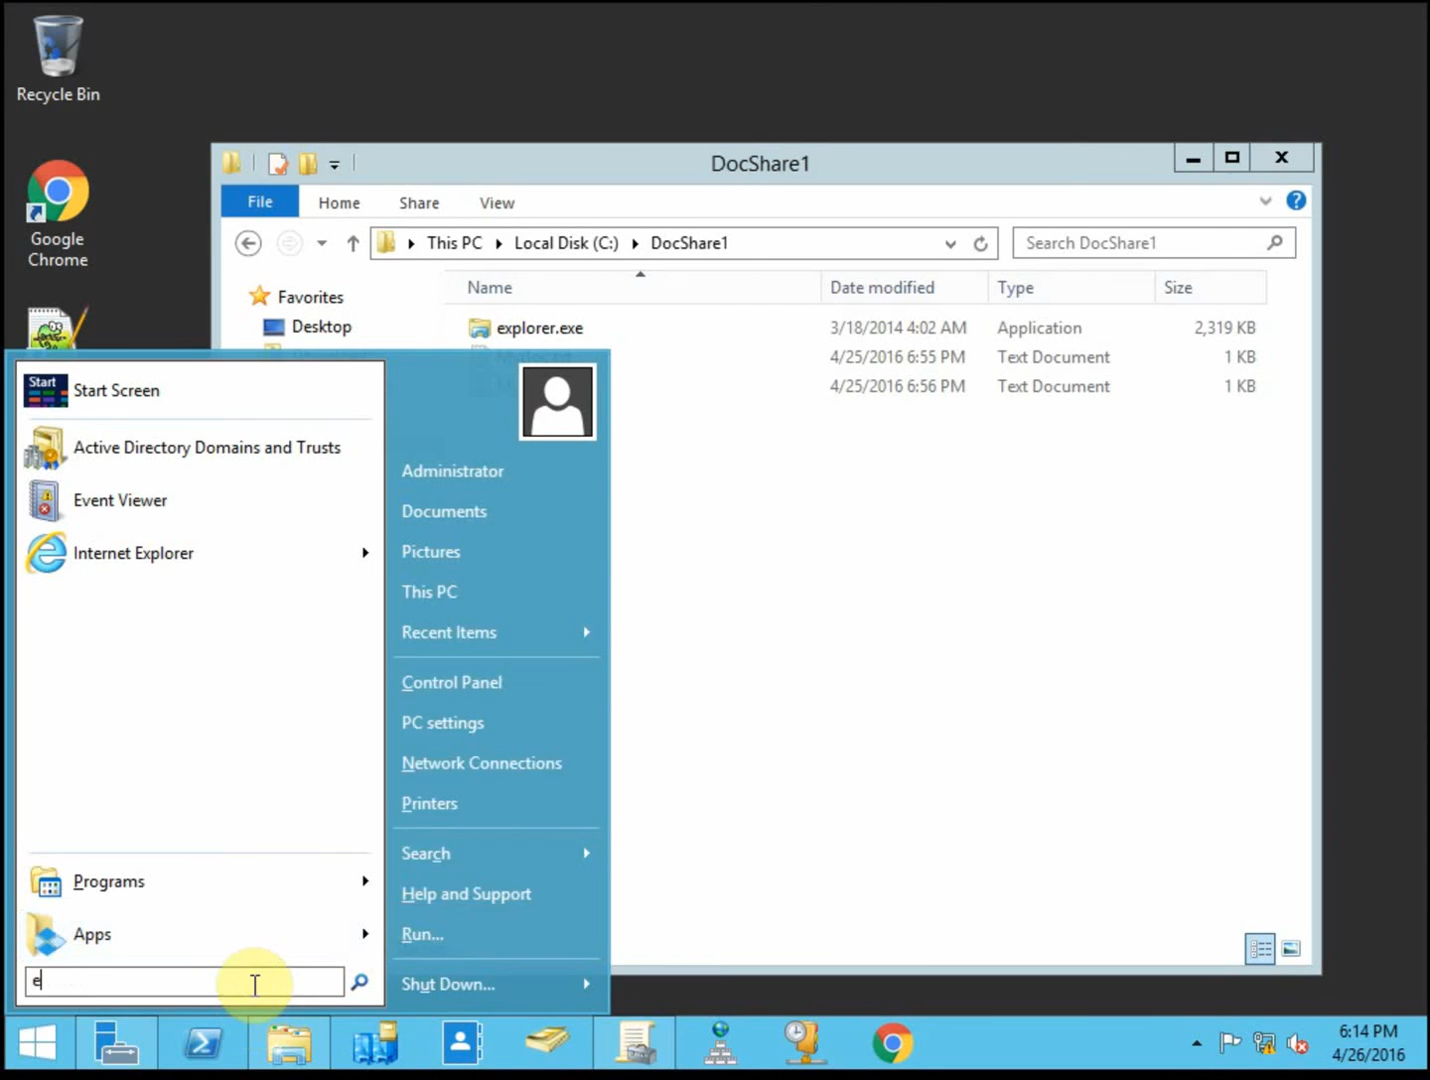 Recycle Bin
Google
Chrome
DocShare1
File
Home
Share
View
This PC
Local Disk (C:)
DocShare1
Search DocShare1
Name
Date modified
Type
Size
Favorites
Desktop
explorer.exe
3/18/2014 4:02 AM
Application
2,319 KB
4/25/2016 6:55 PM
Text Document
1 KB
4/25/2016 6:56 PM
Text Document
1 KB
Start
Start Screen
Active Directory Domains and Trusts
Event Viewer
Internet Explorer
Programs
Apps
e
Administrator
Documents
Pictures
This PC
Recent Items
Control Panel
PC settings
Network Connections
Printers
Search
Help and Support
Run...
Shut Down...
6:14 PM
4/26/2016